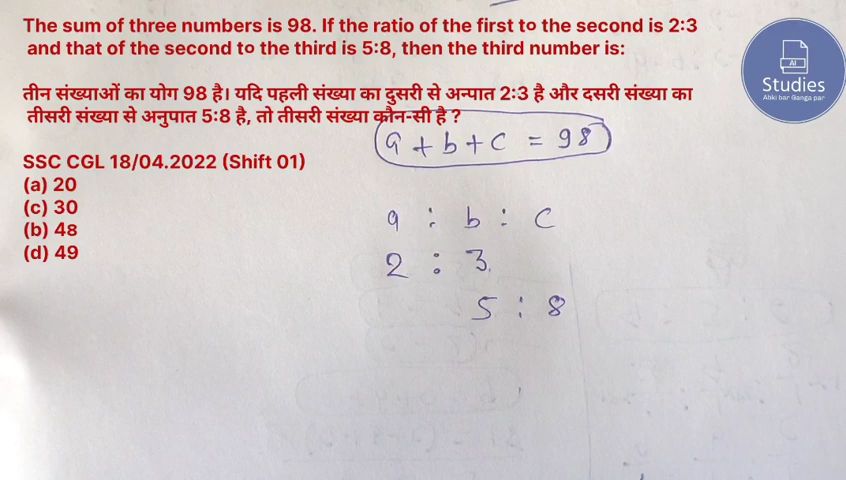 The sum of three numbers is 98. If the ratio of the first to the second is 2:3
and that of the second to the third is 5:8, then the third number is:
तीन संख्याओं का योग 98 है। यदि पहली संख्या का दुसरी से अन्पात 2:3 है और दसरी संख्या का
तीसरी संख्या से अनुपात 5:8 है, तो तीसरी संख्या कौन-सी है ?
SSC CGL 18/04.2022 (Shift 01)
(a) 20
(c) 30
(b) 48
(d) 49
a + b + c = 98
a : b : c
2 : 3
5 : 8
AI
Studies
Abki bar Ganga par